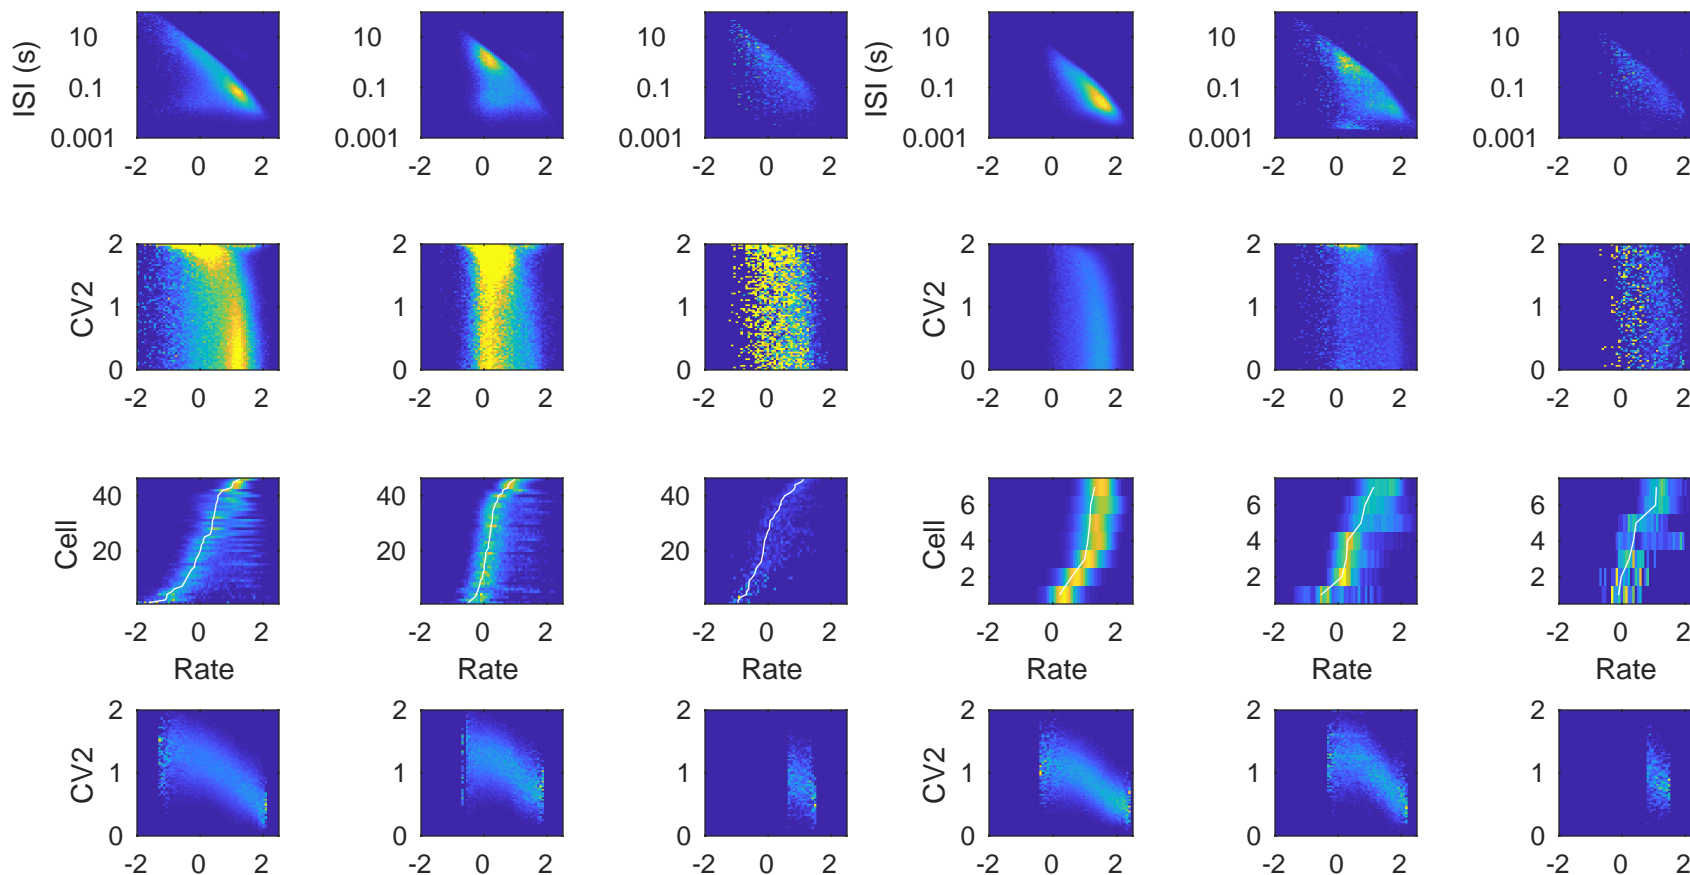 ISI (s) 10 0.1 0.001 10 0.1 0.001 10 0.1 0.001 ISI (s) 10 0.1 0.001 10 0.1 0.001 10 0.1 0.001
-2 0 2 -2 0 2 -2 0 2 -2 0 2 -2 0 2 -2 0 2
CV2 2 1 0 2 1 0 2 1 0 CV2 2 1 0 2 1 0 2 1 0
-2 0 2 -2 0 2 -2 0 2 -2 0 2 -2 0 2 -2 0 2
Cell 40 20 40 20 40 20 Cell 6 4 2 6 4 2 6 4 2
-2 0 2 -2 0 2 -2 0 2 -2 0 2 -2 0 2 -2 0 2
Rate Rate Rate Rate Rate Rate
CV2 2 1 0 2 1 0 2 1 0 CV2 2 1 0 2 1 0 2 1 0
-2 0 2 -2 0 2 -2 0 2 -2 0 2 -2 0 2 -2 0 2